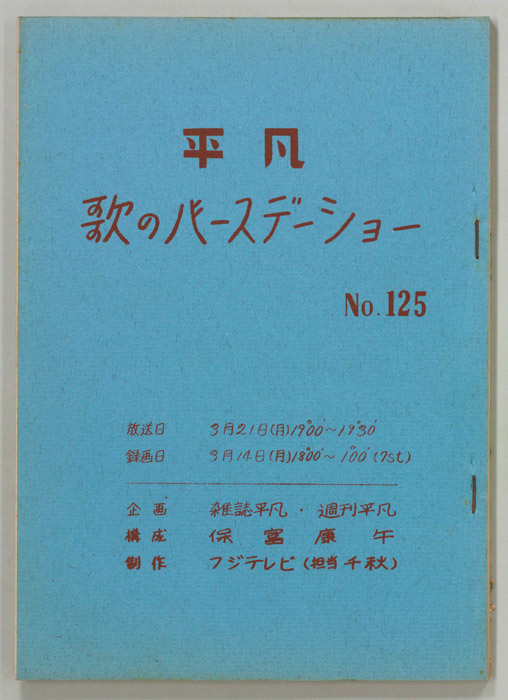 平凡
歌のバースデーショー
No. 125
放送日 3月21日(月)19°00′～19°30′
録画日 3月14日(月)18°00′～1°00′(7st)
企画 雑誌平凡・週刊平凡
構成 保富康午
制作 フジテレビ(担当千秋)